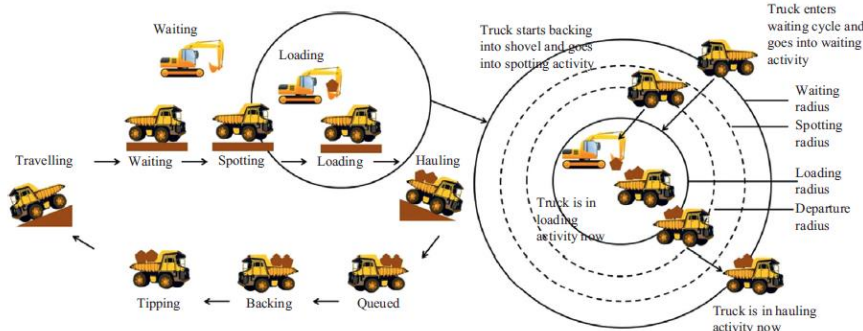 Waiting
Loading
Travelling
Waiting
Spotting
Loading
Hauling
Tipping
Backing
Queued
Truck starts backing
into shovel and goes
into spotting activity
Truck enters
waiting cycle and
goes into waiting
activity
Waiting
radius
Spotting
radius
Loading
radius
Departure
radius
Truck is in
loading
activity now
Truck is in hauling
activity now